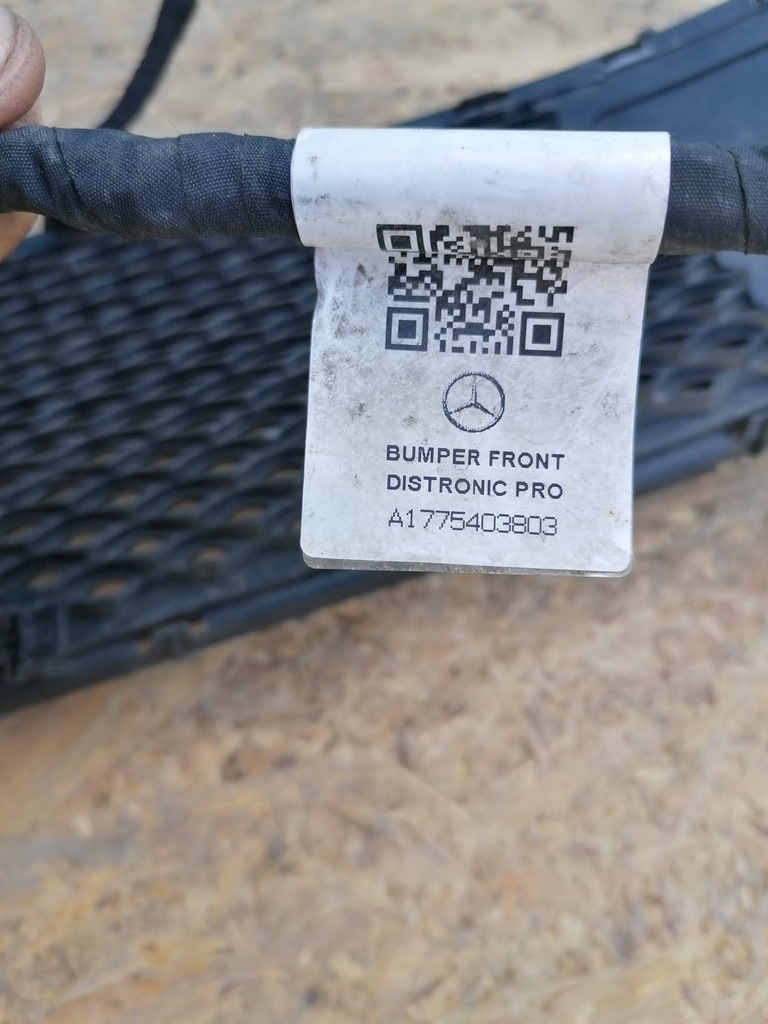 BUMPER FRONT
DISTRONIC PRO
A1775403803